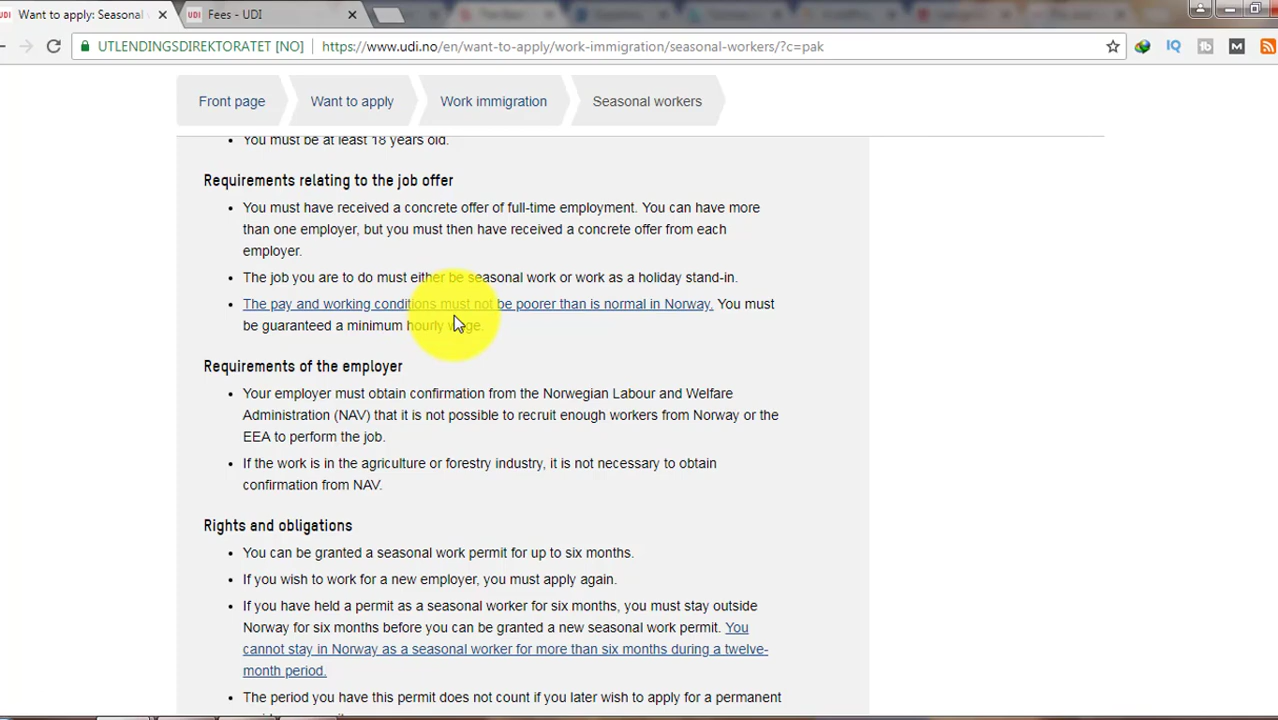 UDI Want to apply: Seasonal
UDI Fees - UDI
UTLENDINGSDIREKTORATET [NO] https://www.udi.no/en/want-to-apply/work-immigration/seasonal-workers/?c=pak
IQ
Front page Want to apply Work immigration Seasonal workers
• You must be at least 18 years old.
Requirements relating to the job offer
• You must have received a concrete offer of full-time employment. You can have more
than one employer, but you must then have received a concrete offer from each
employer.
• The job you are to do must either be seasonal work or work as a holiday stand-in.
• The pay and working conditions must not be poorer than is normal in Norway. You must
be guaranteed a minimum hourly wage.
Requirements of the employer
• Your employer must obtain confirmation from the Norwegian Labour and Welfare
Administration (NAV) that it is not possible to recruit enough workers from Norway or the
EEA to perform the job.
• If the work is in the agriculture or forestry industry, it is not necessary to obtain
confirmation from NAV.
Rights and obligations
• You can be granted a seasonal work permit for up to six months.
• If you wish to work for a new employer, you must apply again.
• If you have held a permit as a seasonal worker for six months, you must stay outside
Norway for six months before you can be granted a new seasonal work permit. You
cannot stay in Norway as a seasonal worker for more than six months during a twelve-
month period.
• The period you have this permit does not count if you later wish to apply for a permanent